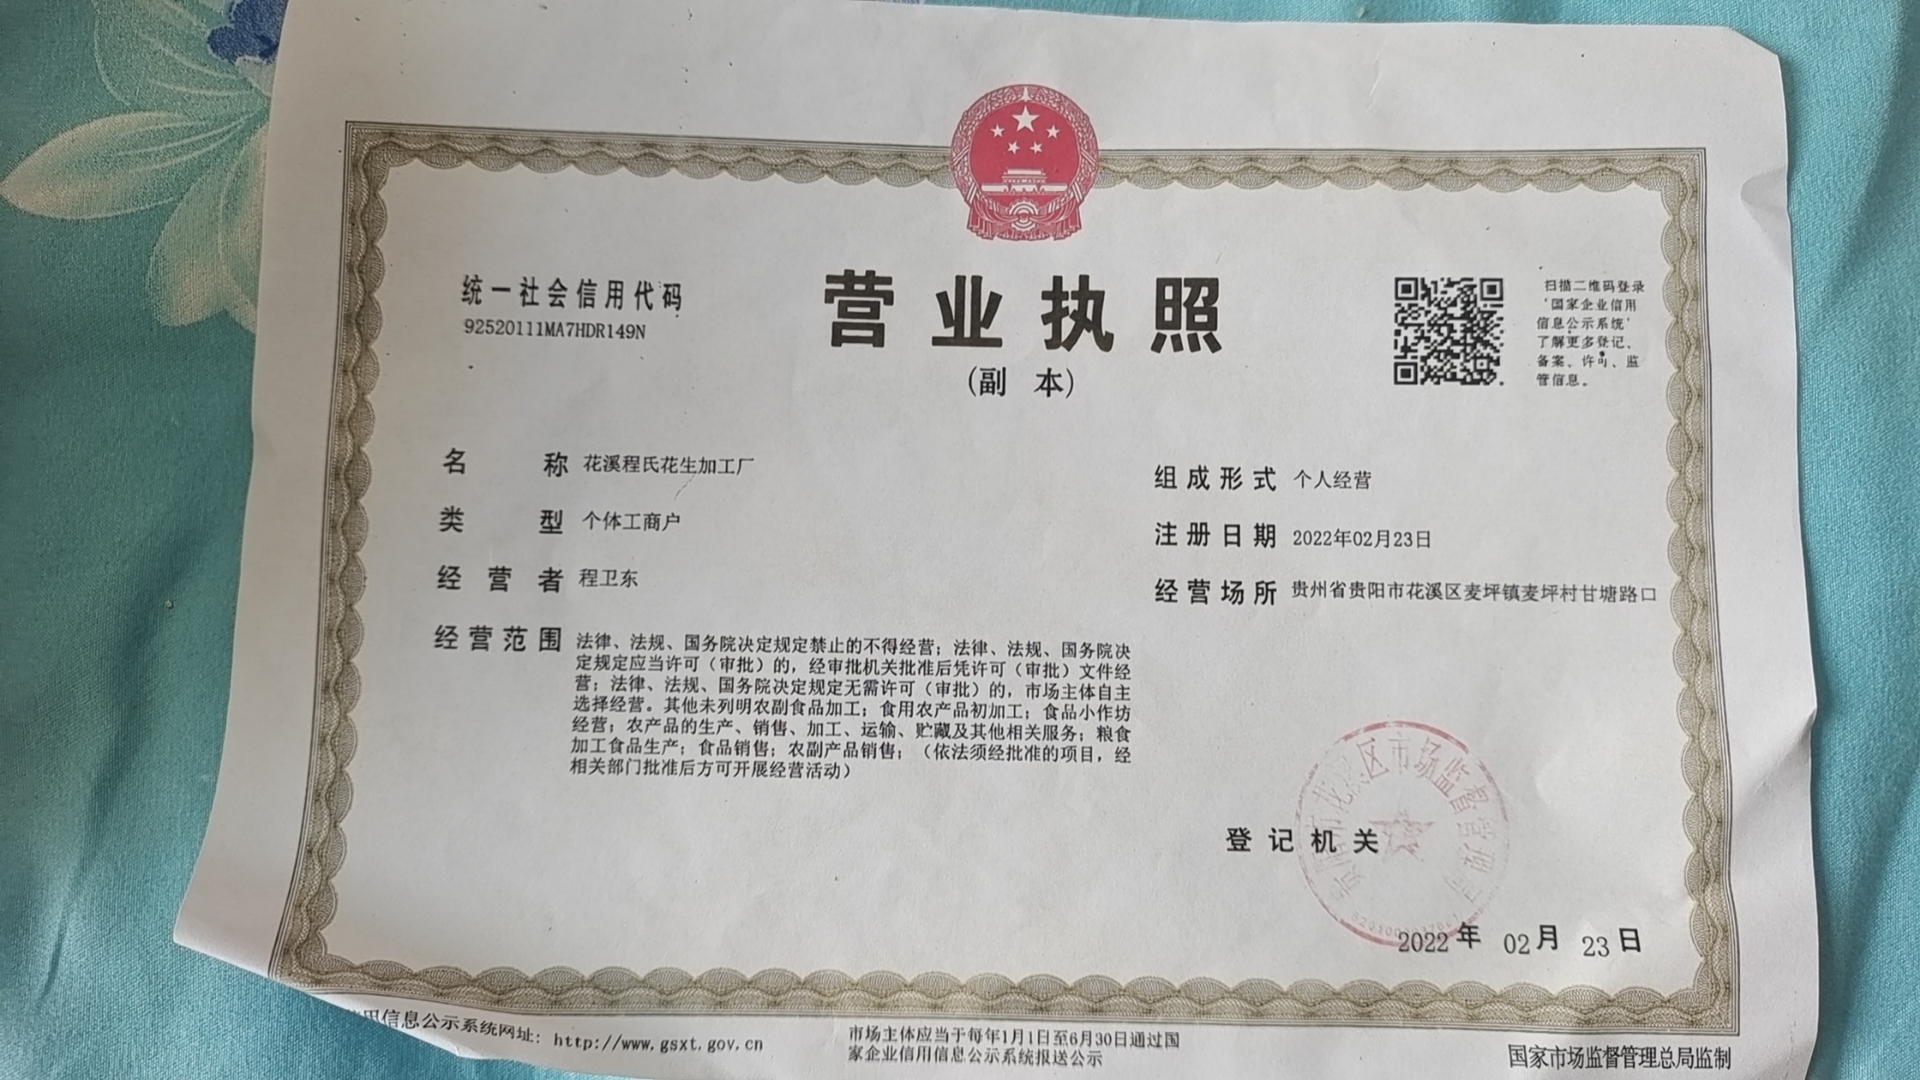 统一社会信用代码
92520111MA7HDR149N
营业执照
(副 本)
扫描二维码登录
‘国家企业信用
信息公示系统’
了解更多登记、
备案、许可、监
管信息。
名 称 花溪程氏花生加工厂
类 型 个体工商户
经 营 者 程卫东
经营范围 法律、法规、国务院决定规定禁止的不得经营；法律、法规、国务院决
定规定应当许可（审批）的，经审批机关批准后凭许可（审批）文件经
营；法律、法规、国务院决定规定无需许可（审批）的，市场主体自主
选择经营。其他未列明农副食品加工；食用农产品初加工；食品小作坊
经营；农产品的生产、销售、加工、运输、贮藏及其他相关服务；粮食
加工食品生产；食品销售；农副产品销售；（依法须经批准的项目，经
相关部门批准后方可开展经营活动）
组成形式 个人经营
注册日期 2022年02月23日
经营场所 贵州省贵阳市花溪区麦坪镇麦坪村甘塘路口
区市场监督管理局
登记机关
2022年 02月 23日
信息公示系统网址：http://www.gsxt.gov.cn
市场主体应当于每年1月1日至6月30日通过国
家企业信用信息公示系统报送公示
国家市场监督管理总局监制